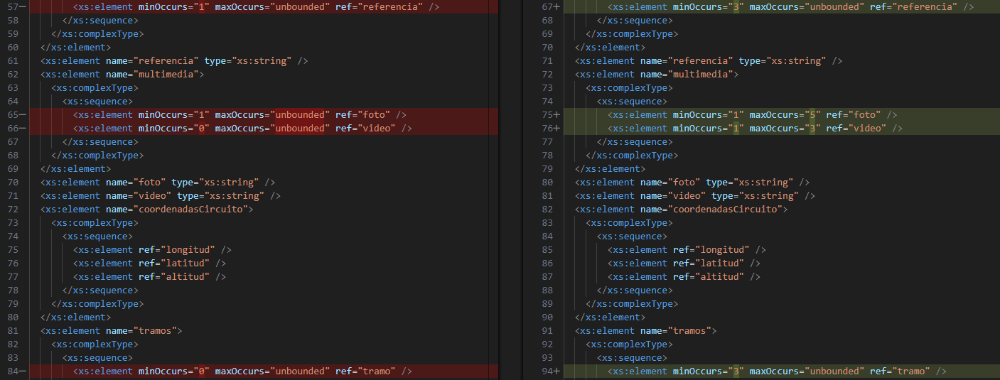 57— <xs:element minOccurs="1" maxOccurs="unbounded" ref="referencia" />
58 </xs:sequence>
59 </xs:complexType>
60 </xs:element>
61 <xs:element name="referencia" type="xs:string" />
62 <xs:element name="multimedia">
63 <xs:complexType>
64 <xs:sequence>
65— <xs:element minOccurs="1" maxOccurs="unbounded" ref="foto" />
66— <xs:element minOccurs="0" maxOccurs="unbounded" ref="video" />
67 </xs:sequence>
68 </xs:complexType>
69 </xs:element>
70 <xs:element name="foto" type="xs:string" />
71 <xs:element name="video" type="xs:string" />
72 <xs:element name="coordenadasCircuito">
73 <xs:complexType>
74 <xs:sequence>
75 <xs:element ref="longitud" />
76 <xs:element ref="latitud" />
77 <xs:element ref="altitud" />
78 </xs:sequence>
79 </xs:complexType>
80 </xs:element>
81 <xs:element name="tramos">
82 <xs:complexType>
83 <xs:sequence>
84— <xs:element minOccurs="0" maxOccurs="unbounded" ref="tramo" />
67+ <xs:element minOccurs="3" maxOccurs="unbounded" ref="referencia" />
68 </xs:sequence>
69 </xs:complexType>
70 </xs:element>
71 <xs:element name="referencia" type="xs:string" />
72 <xs:element name="multimedia">
73 <xs:complexType>
74 <xs:sequence>
75+ <xs:element minOccurs="1" maxOccurs="5" ref="foto" />
76+ <xs:element minOccurs="1" maxOccurs="3" ref="video" />
77 </xs:sequence>
78 </xs:complexType>
79 </xs:element>
80 <xs:element name="foto" type="xs:string" />
81 <xs:element name="video" type="xs:string" />
82 <xs:element name="coordenadasCircuito">
83 <xs:complexType>
84 <xs:sequence>
85 <xs:element ref="longitud" />
86 <xs:element ref="latitud" />
87 <xs:element ref="altitud" />
88 </xs:sequence>
89 </xs:complexType>
90 </xs:element>
91 <xs:element name="tramos">
92 <xs:complexType>
93 <xs:sequence>
94+ <xs:element minOccurs="3" maxOccurs="unbounded" ref="tramo" />